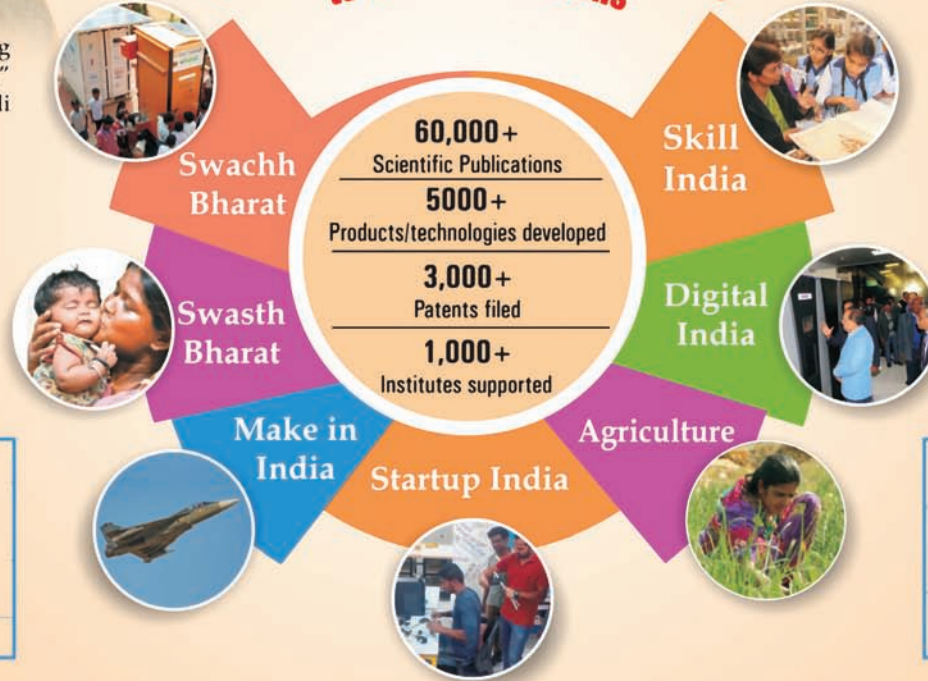 60,000+
Scientific Publications
5000+
Products/technologies developed
3,000+
Patents filed
1,000+
Institutes supported
Swachh
Bharat
Swasth
Bharat
Make in
India
Startup India
Agriculture
Digital
India
Skill
India